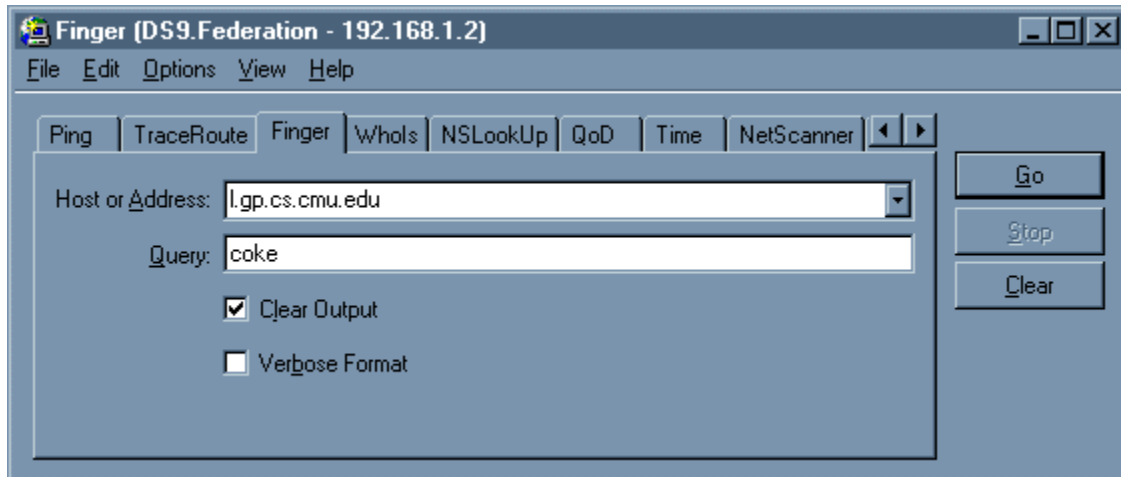 Finger (DS9.Federation - 192.168.1.2)
File Edit Options View Help
Ping TraceRoute Finger WhoIs NSLookUp QoD Time NetScanner
Host or Address: l.gp.cs.cmu.edu
Query: coke
Clear Output
Verbose Format
Go
Stop
Clear